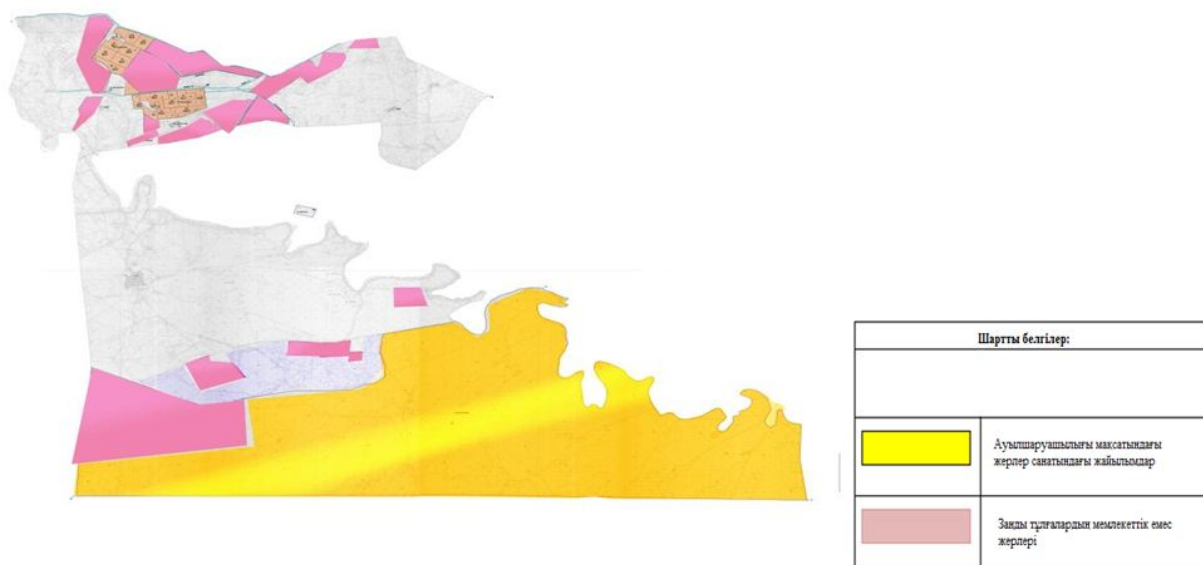 Шартты белгілер:
Ауылшаруашылығы мақсатындағы
жерлер санатындағы жайылымдар
Заңды тұлғалардың мемлекеттік емес
жерлері